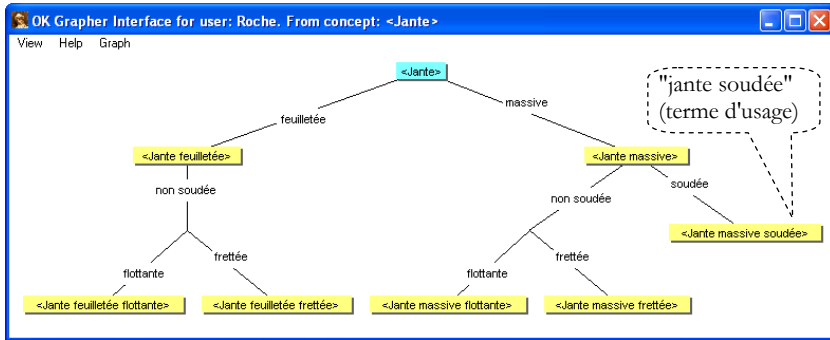 OK Grapher Interface for user: Roche. From concept: <Jante>
View Help Graph
<Jante>
"jante soudée"
(terme d'usage)
feuilletée
massive
<Jante feuilletée>
<Jante massive>
non soudée
non soudée
soudée
<Jante massive soudée>
flottante
frettée
flottante
frettée
<Jante feuilletée flottante>
<Jante feuilletée frettée>
<Jante massive flottante>
<Jante massive frettée>